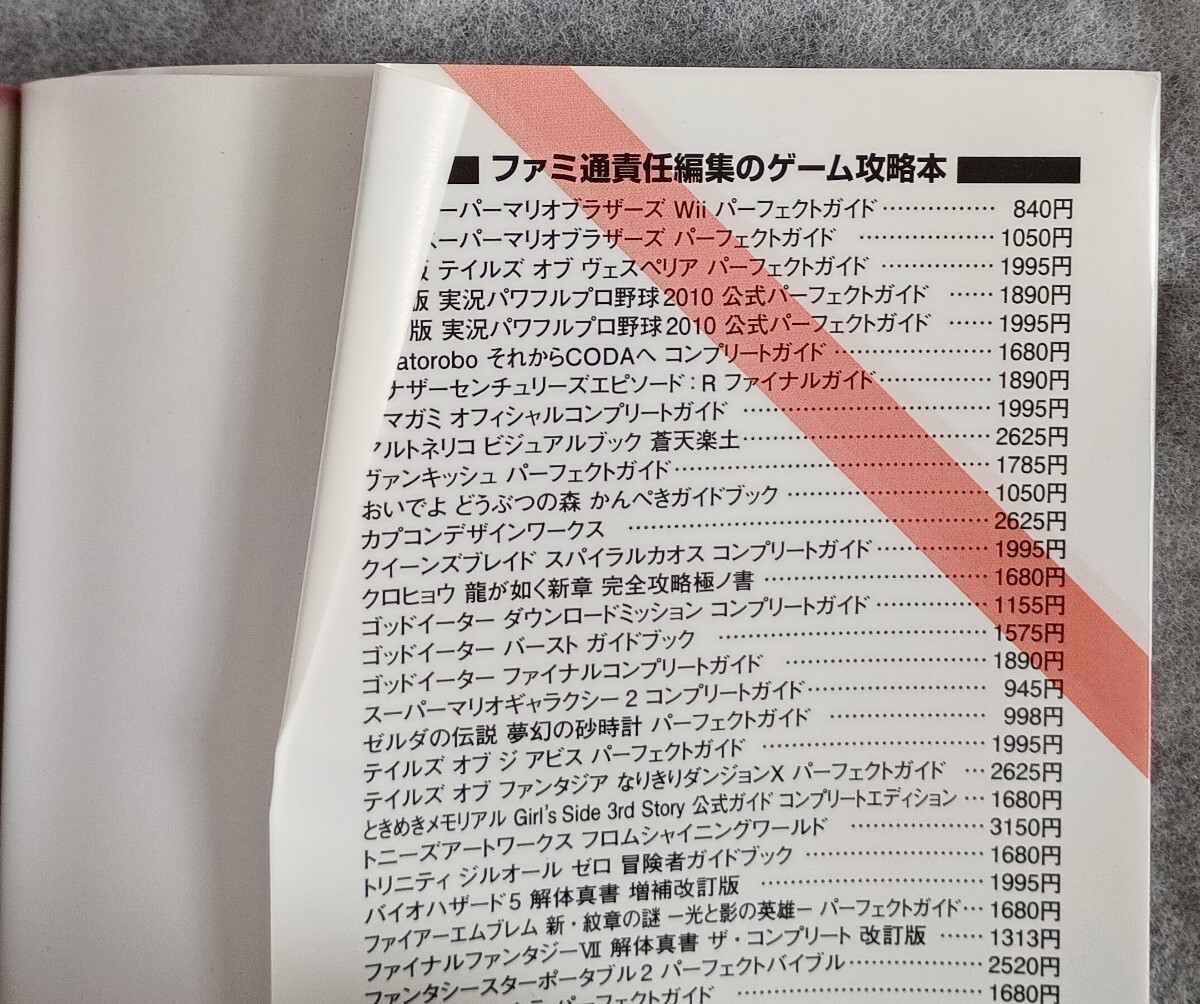 ファミ通責任編集のゲーム攻略本
ーパーマリオブラザーズ Wii パーフェクトガイド …………… 840円
ーパーマリオブラザーズ パーフェクトガイド ……………… 1050円
テイルズ オブ ヴェスペリア パーフェクトガイド …………… 1995円
版 実況パワフルプロ野球2010 公式パーフェクトガイド …… 1890円
版 実況パワフルプロ野球2010 公式パーフェクトガイド …… 1995円
atorobo それからCODAへ コンプリートガイド ………………… 1680円
ナザーセンチュリーズエピソード：R ファイナルガイド…………… 1890円
マガミ オフィシャルコンプリートガイド ………………………… 1995円
アルトネリコ ビジュアルブック 蒼天楽土………………………… 2625円
ヴァンキッシュ パーフェクトガイド………………………………… 1785円
おいでよ どうぶつの森 かんぺきガイドブック …………………… 1050円
カプコンデザインワークス ………………………………………… 2625円
クイーンズブレイド スパイラルカオス コンプリートガイド………… 1995円
クロヒョウ 龍が如く新章 完全攻略極ノ書 ……………………… 1680円
ゴッドイーター ダウンロードミッション コンプリートガイド ………… 1155円
ゴッドイーター バースト ガイドブック …………………………… 1575円
ゴッドイーター ファイナルコンプリートガイド …………………… 1890円
スーパーマリオギャラクシー2 コンプリートガイド………………… 945円
ゼルダの伝説 夢幻の砂時計 パーフェクトガイド ……………… 998円
テイルズ オブ ジ アビス パーフェクトガイド …………………… 1995円
テイルズ オブ ファンタジア なりきりダンジョンX パーフェクトガイド … 2625円
ときめきメモリアル Girl's Side 3rd Story 公式ガイド コンプリートエディション … 1680円
トニーズアートワークス フロムシャイニングワールド ……………… 3150円
トリニティ ジルオール ゼロ 冒険者ガイドブック ………………… 1680円
バイオハザード5 解体真書 増補改訂版 ………………………… 1995円
ファイアーエムブレム 新・紋章の謎 －光と影の英雄－ パーフェクトガイド… 1680円
ファイナルファンタジーⅦ 解体真書 ザ・コンプリート 改訂版 …… 1313円
ファンタシースターポータブル2 パーフェクトバイブル……………… 2520円
パーフェクトガイド ………………………… 1680円